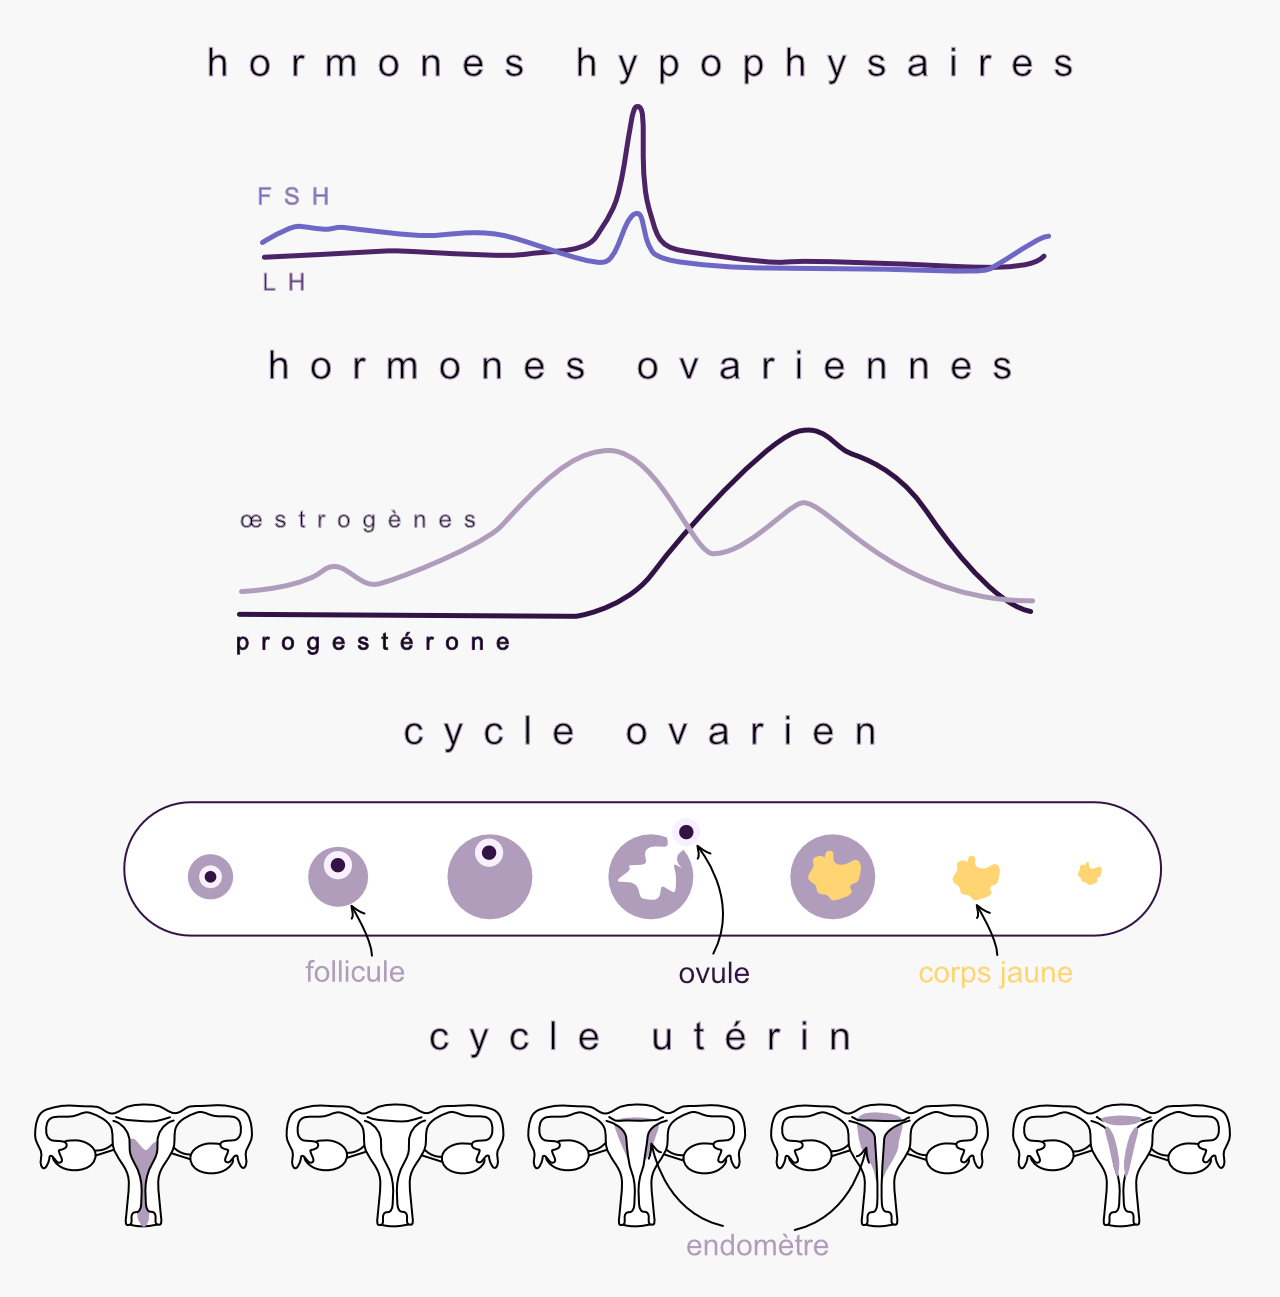 hormones hypophysaires
FSH
LH
hormones ovariennes
œstrogènes
progestérone
cycle ovarien
follicule
ovule
corps jaune
cycle utérin
endomètre